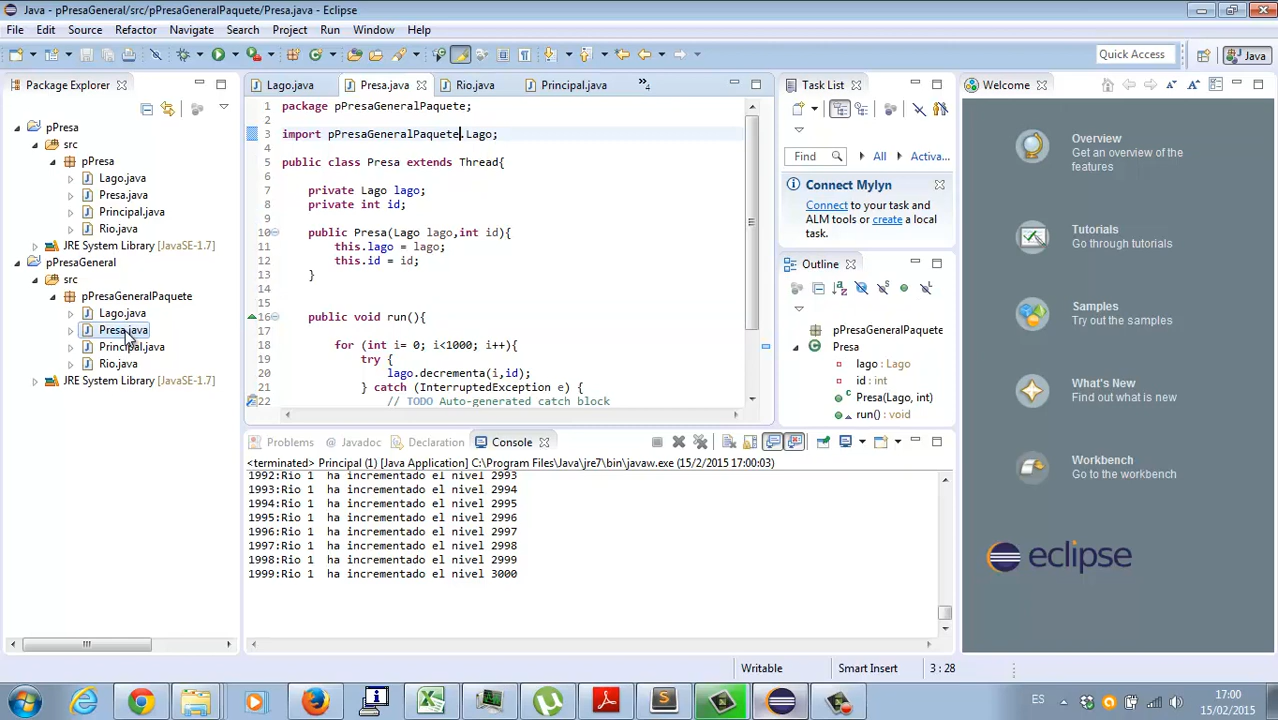 Java - pPresaGeneral/src/pPresaGeneralPaquete/Presa.java - Eclipse
File Edit Source Refactor Navigate Search Project Run Window Help
Quick Access
Java
Package Explorer
pPresa
src
pPresa
Lago.java
Presa.java
Principal.java
Rio.java
JRE System Library [JavaSE-1.7]
pPresaGeneral
src
pPresaGeneralPaquete
Lago.java
Presa.java
Principal.java
Rio.java
JRE System Library [JavaSE-1.7]
Lago.java Presa.java Rio.java Principal.java »4
1 package pPresaGeneralPaquete;
2
3 import pPresaGeneralPaquete.Lago;
4
5 public class Presa extends Thread{
6
7 private Lago lago;
8 private int id;
9
10 public Presa(Lago lago,int id){
11 this.lago = lago;
12 this.id = id;
13 }
14
15
16 public void run(){
17
18 for (int i= 0; i<1000; i++){
19 try {
20 lago.decrementa(i,id);
21 } catch (InterruptedException e) {
22 // TODO Auto-generated catch block
Task List
Find All Activa...
Connect Mylyn
Connect to your task and
ALM tools or create a local
task.
Outline
pPresaGeneralPaquete
Presa
lago : Lago
id : int
Presa(Lago, int)
run() : void
Welcome
Overview
Get an overview of the
features
Tutorials
Go through tutorials
Samples
Try out the samples
What's New
Find out what is new
Workbench
Go to the workbench
eclipse
Problems Javadoc Declaration Console
<terminated> Principal (1) [Java Application] C:\Program Files\Java\jre7\bin\javaw.exe (15/2/2015 17:00:03)
1992:Rio 1 ha incrementado el nivel 2993
1993:Rio 1 ha incrementado el nivel 2994
1994:Rio 1 ha incrementado el nivel 2995
1995:Rio 1 ha incrementado el nivel 2996
1996:Rio 1 ha incrementado el nivel 2997
1997:Rio 1 ha incrementado el nivel 2998
1998:Rio 1 ha incrementado el nivel 2999
1999:Rio 1 ha incrementado el nivel 3000
Writable Smart Insert 3 : 28
ES
17:00
15/02/2015